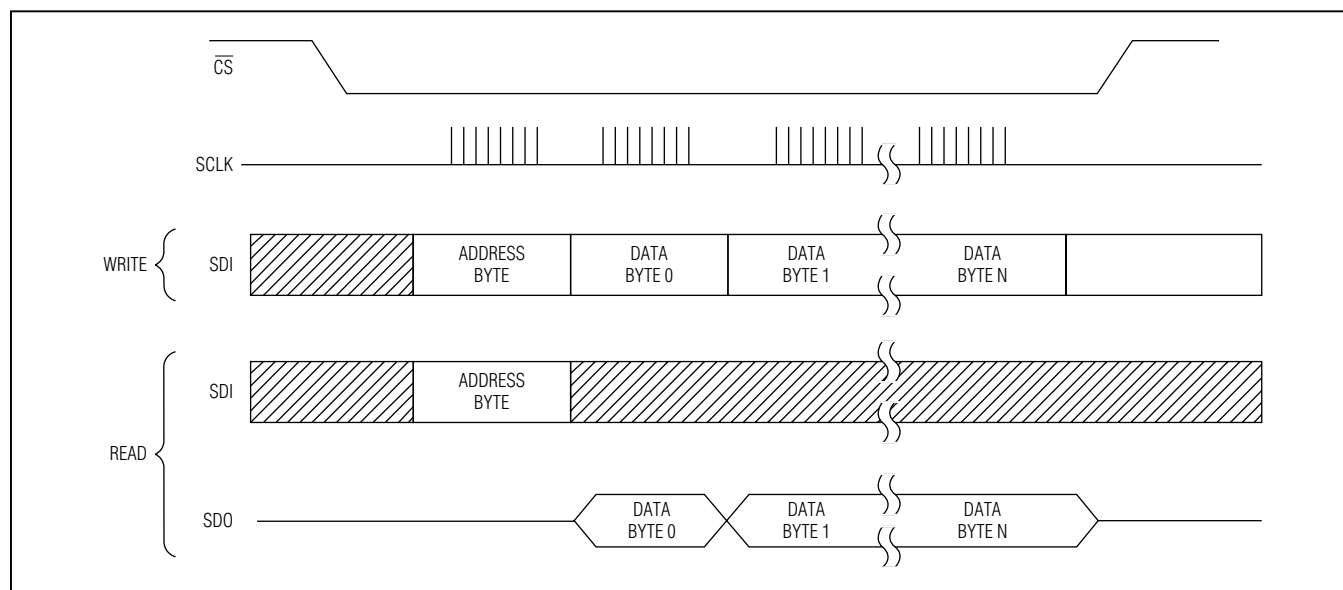 C̅S̅
SCLK
WRITE
SDI
ADDRESS
BYTE
DATA
BYTE 0
DATA
BYTE 1
DATA
BYTE N
READ
SDI
ADDRESS
BYTE
SDO
DATA
BYTE 0
DATA
BYTE 1
DATA
BYTE N